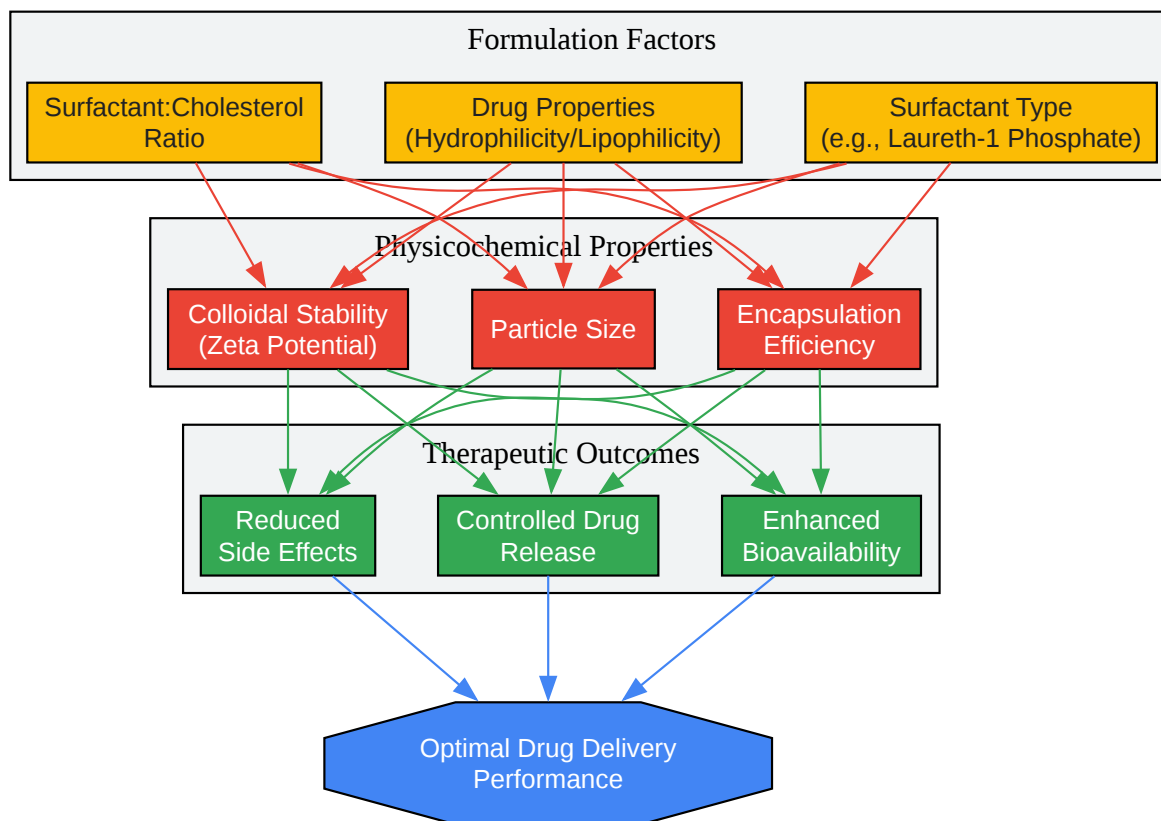 Formulation Factors
Surfactant:Cholesterol
Ratio
Drug Properties
(Hydrophilicity/Lipophilicity)
Surfactant Type
(e.g., Laureth-1 Phosphate)
Physicochemical Properties
Colloidal Stability
(Zeta Potential)
Particle Size
Encapsulation
Efficiency
Therapeutic Outcomes
Reduced
Side Effects
Controlled Drug
Release
Enhanced
Bioavailability
Optimal Drug Delivery
Performance